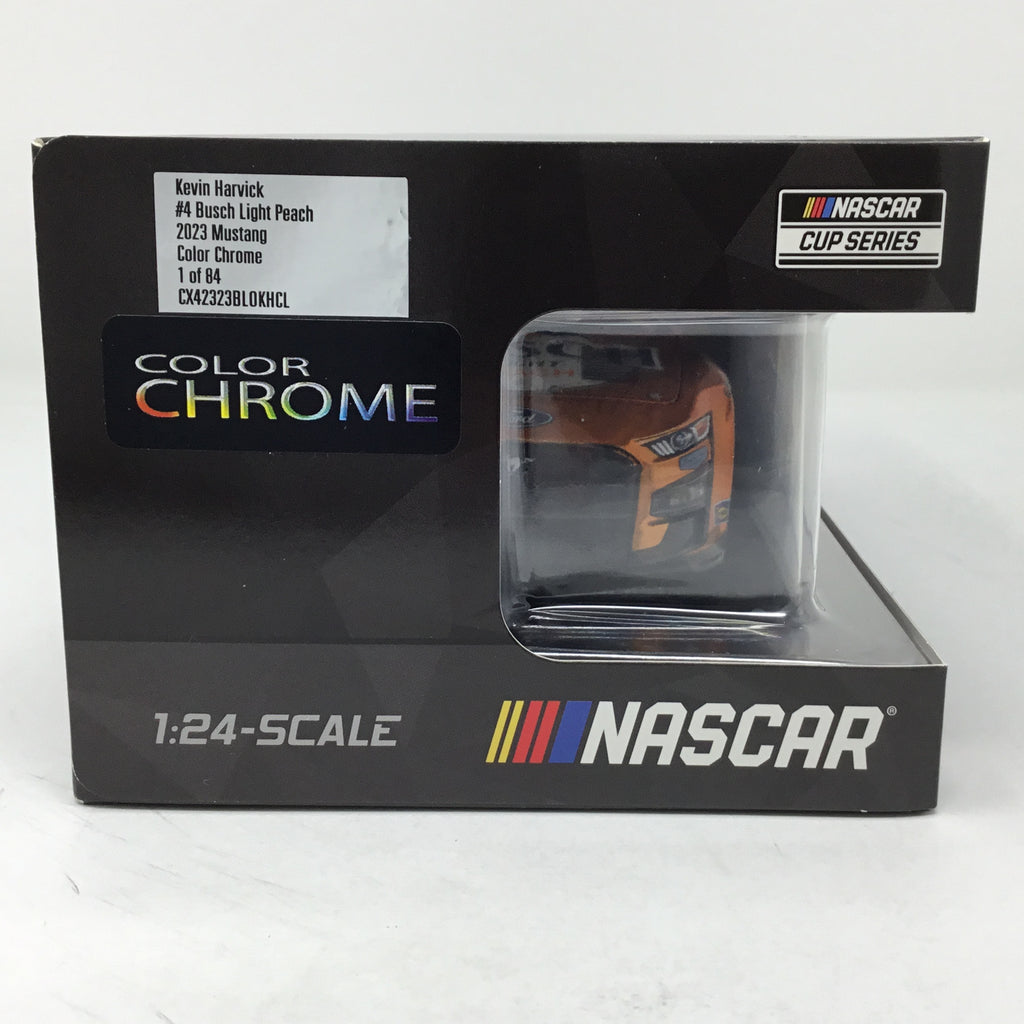 Kevin Harvick
#4 Busch Light Peach
2023 Mustang
Color Chrome
1 of 84
CX42323BLOKHCL
NASCAR
CUP SERIES
COLOR
CHROME
Ford
1:24-SCALE
NASCAR®